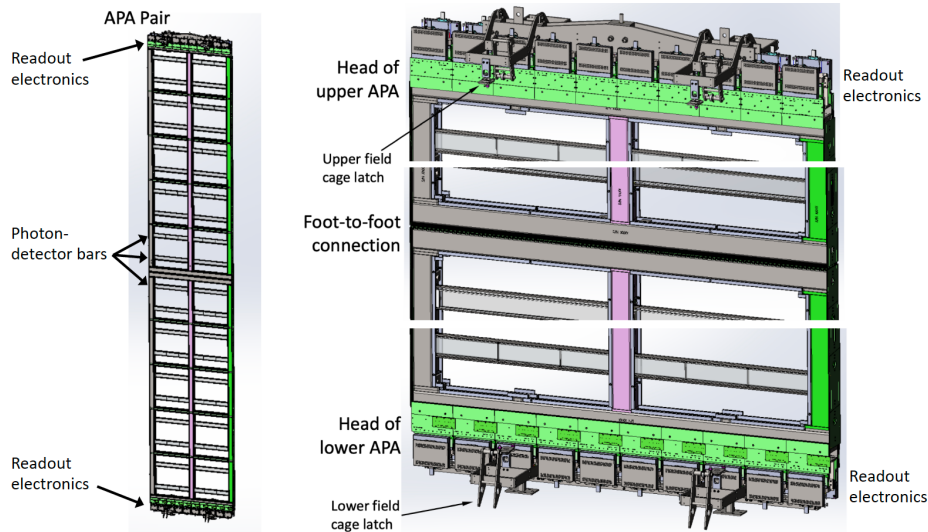 APA Pair
Readout
electronics
Photon-
detector bars
Readout
electronics
Head of
upper APA
Readout
electronics
Upper field
cage latch
Foot-to-foot
connection
Head of
lower APA
Readout
electronics
Lower field
cage latch